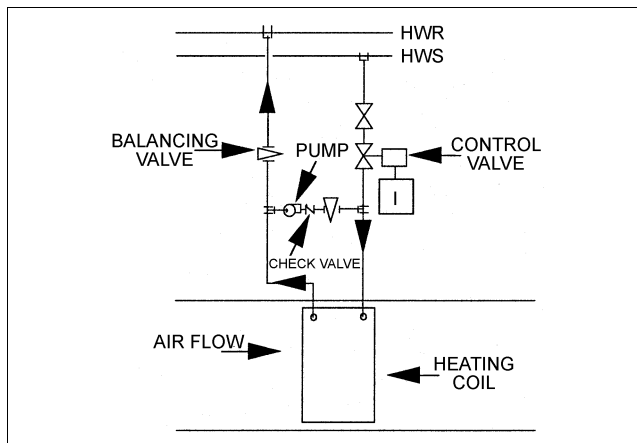 HWR
HWS
BALANCING
VALVE
PUMP
CONTROL
VALVE
I
CHECK VALVE
AIR FLOW
HEATING
COIL